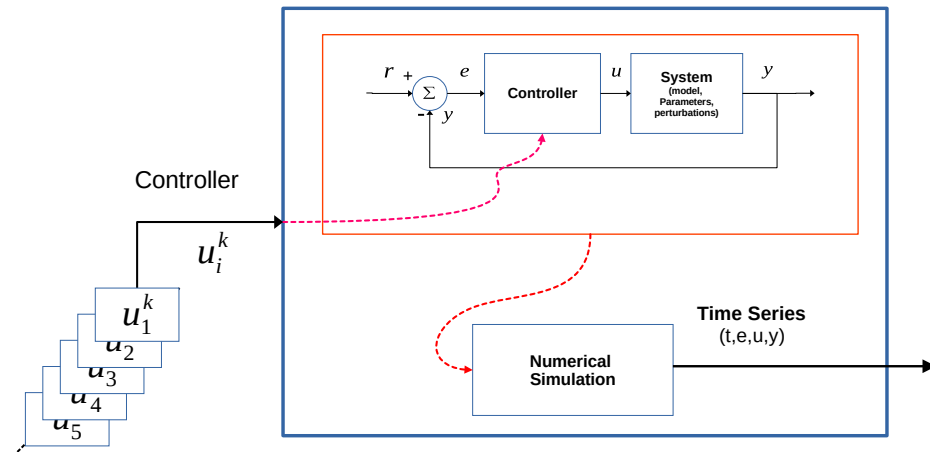 r + e u y
Σ
- y
Controller
System
(model,
Parameters,
perturbations)
Controller
u_i^k
u_1^k
u_2
u_3
u_4
u_5
Time Series
(t,e,u,y)
Numerical
Simulation